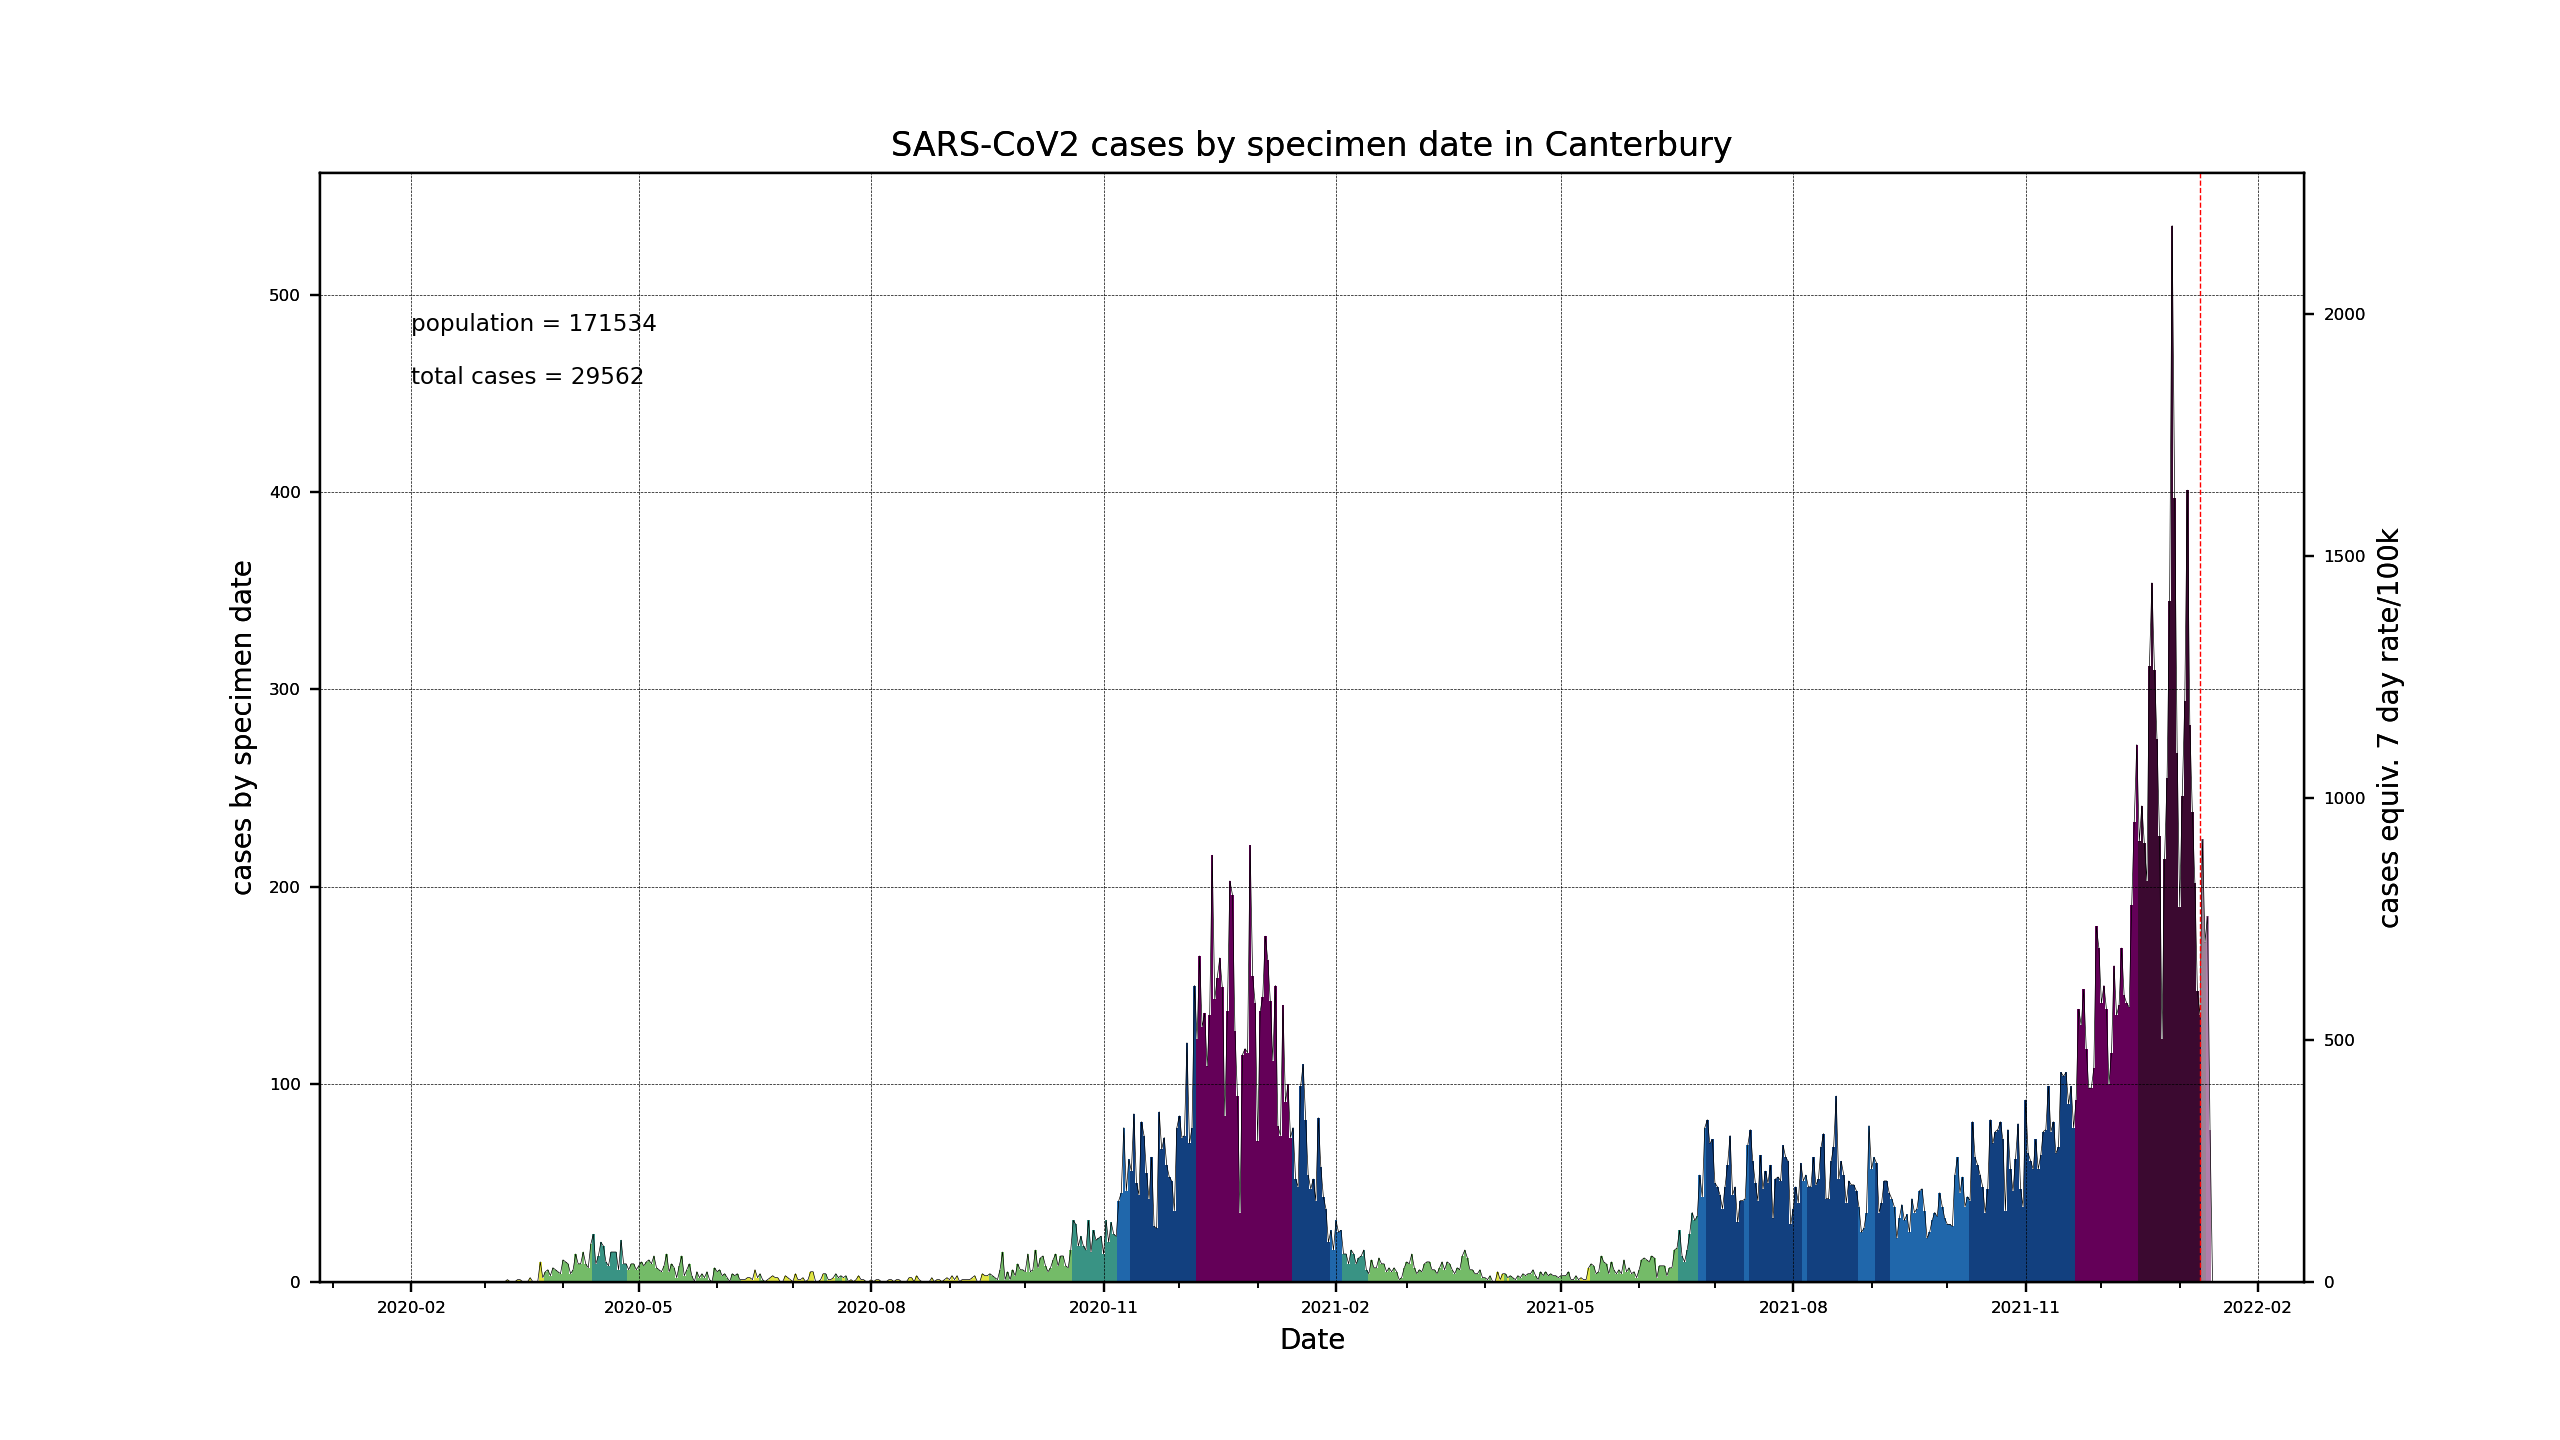 SARS-CoV2 cases by specimen date in Canterbury
population = 171534
total cases = 29562
cases by specimen date
500
400
300
200
100
0
cases equiv. 7 day rate/100k
2000
1500
1000
500
0
2020-02 2020-05 2020-08 2020-11 2021-02 2021-05 2021-08 2021-11 2022-02
Date